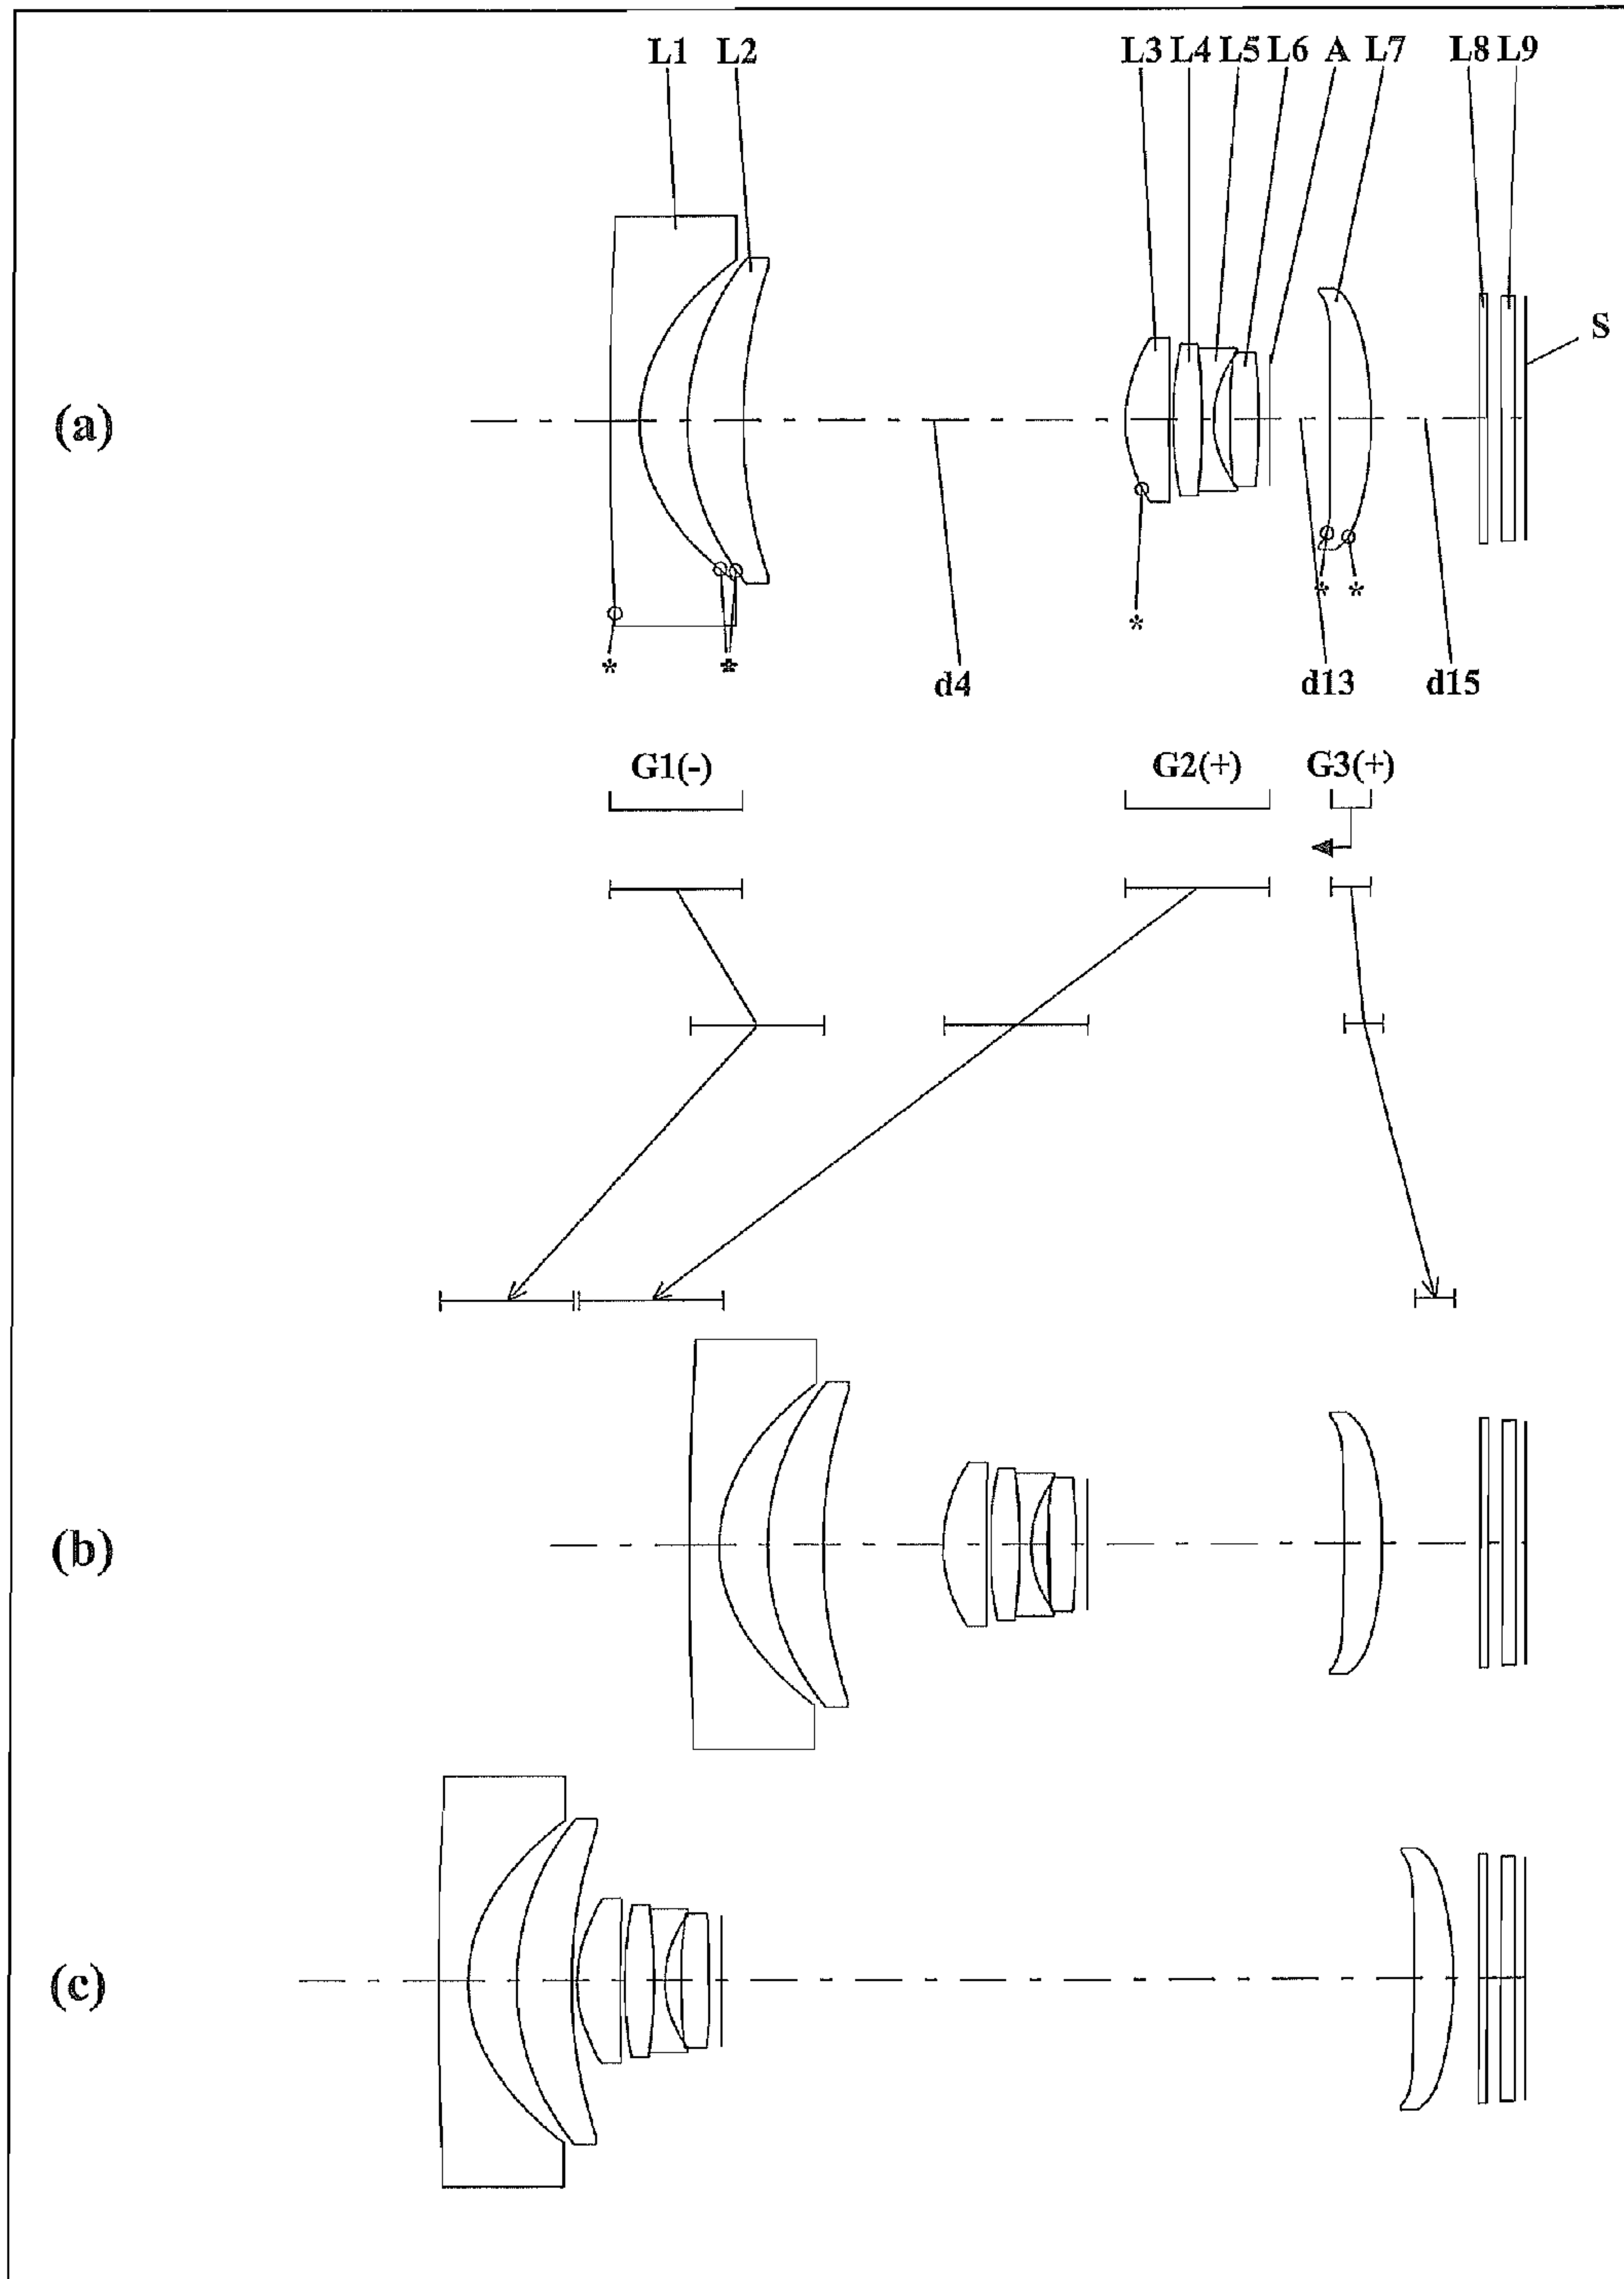 L1 L2 L3 L4 L5 L6 A L7 L8 L9
S
(a)
* * * * *
d4 d13 d15
G1(-) G2(+) G3(+)
(b)
(c)